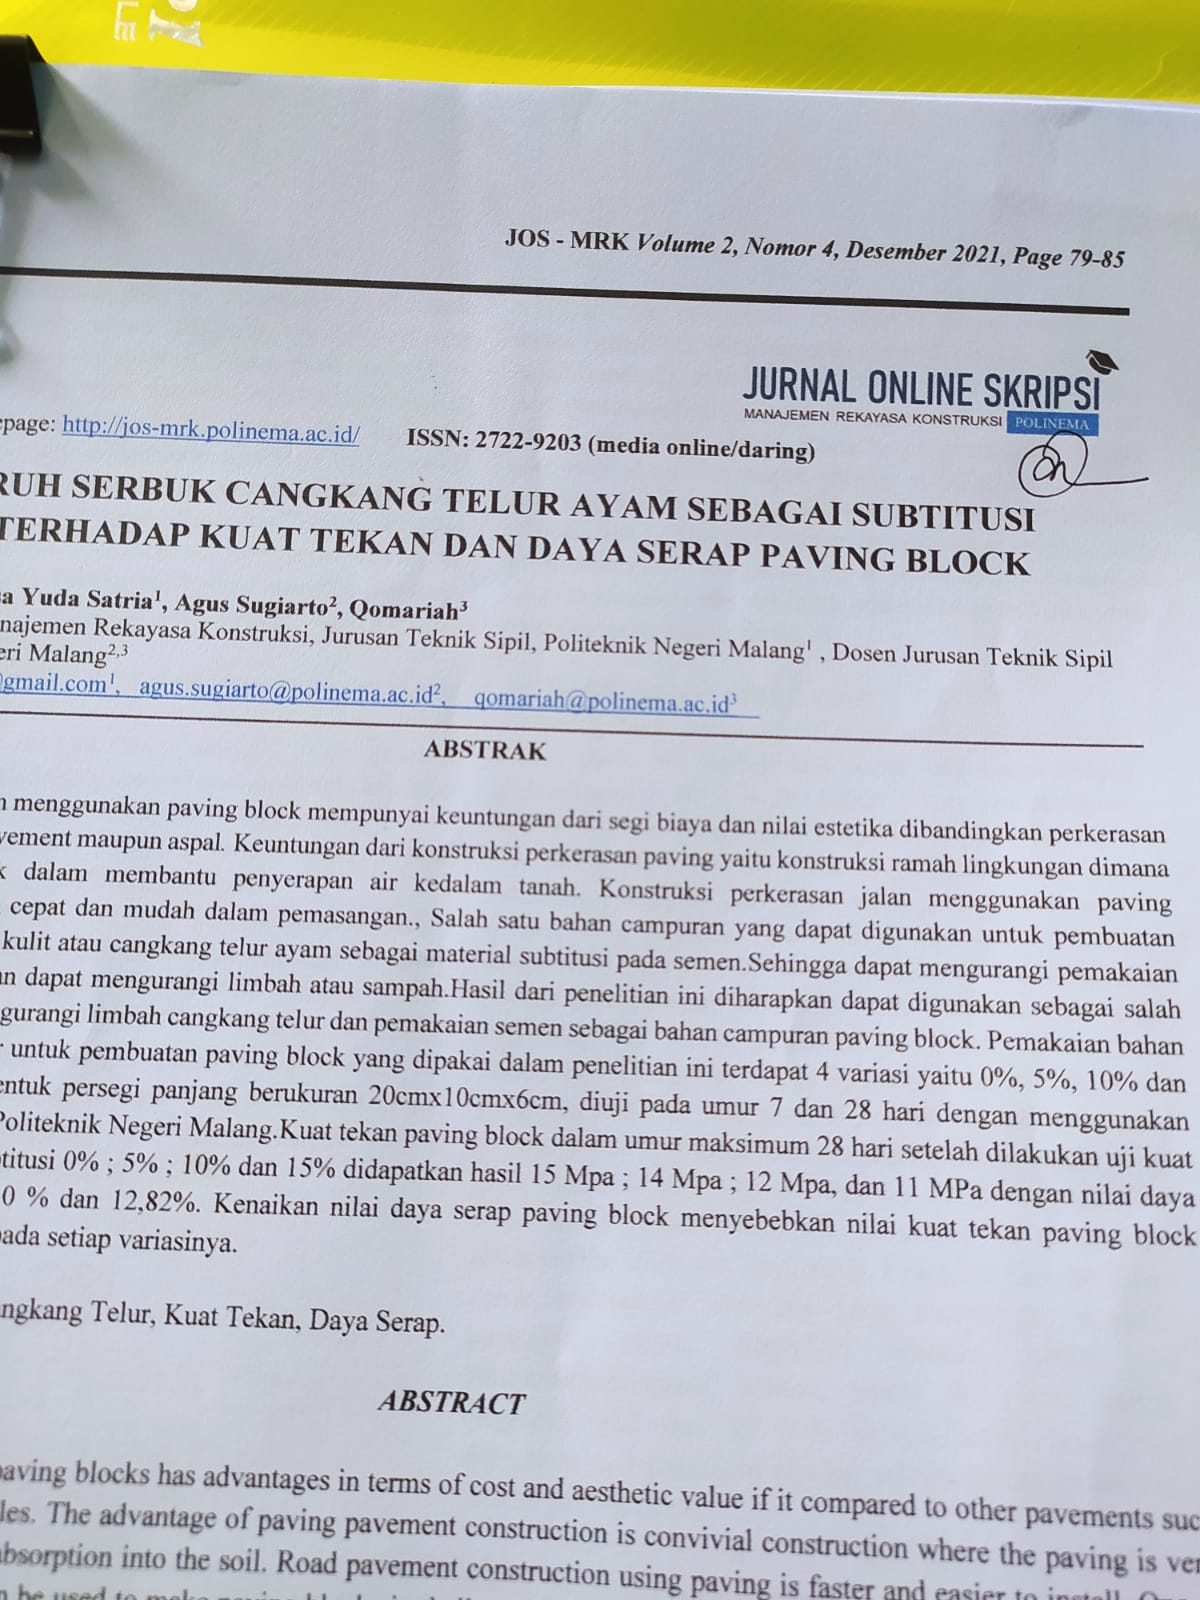 JOS - MRK Volume 2, Nomor 4, Desember 2021, Page 79-85
JURNAL ONLINE SKRIPSI
MANAJEMEN REKAYASA KONSTRUKSI POLINEMA
epage: http://jos-mrk.polinema.ac.id/ ISSN: 2722-9203 (media online/daring)
RUH SERBUK CANGKANG TELUR AYAM SEBAGAI SUBTITUSI
TERHADAP KUAT TEKAN DAN DAYA SERAP PAVING BLOCK
a Yuda Satria¹, Agus Sugiarto², Qomariah³
najemen Rekayasa Konstruksi, Jurusan Teknik Sipil, Politeknik Negeri Malang¹ , Dosen Jurusan Teknik Sipil
eri Malang²,³
@gmail.com¹, agus.sugiarto@polinema.ac.id², qomariah@polinema.ac.id³
ABSTRAK
n menggunakan paving block mempunyai keuntungan dari segi biaya dan nilai estetika dibandingkan perkerasan
vement maupun aspal. Keuntungan dari konstruksi perkerasan paving yaitu konstruksi ramah lingkungan dimana
k dalam membantu penyerapan air kedalam tanah. Konstruksi perkerasan jalan menggunakan paving
cepat dan mudah dalam pemasangan., Salah satu bahan campuran yang dapat digunakan untuk pembuatan
kulit atau cangkang telur ayam sebagai material subtitusi pada semen.Sehingga dapat mengurangi pemakaian
an dapat mengurangi limbah atau sampah.Hasil dari penelitian ini diharapkan dapat digunakan sebagai salah
gurangi limbah cangkang telur dan pemakaian semen sebagai bahan campuran paving block. Pemakaian bahan
r untuk pembuatan paving block yang dipakai dalam penelitian ini terdapat 4 variasi yaitu 0%, 5%, 10% dan
entuk persegi panjang berukuran 20cmx10cmx6cm, diuji pada umur 7 dan 28 hari dengan menggunakan
Politeknik Negeri Malang.Kuat tekan paving block dalam umur maksimum 28 hari setelah dilakukan uji kuat
titusi 0% ; 5% ; 10% dan 15% didapatkan hasil 15 Mpa ; 14 Mpa ; 12 Mpa, dan 11 MPa dengan nilai daya
0 % dan 12,82%. Kenaikan nilai daya serap paving block menyebebkan nilai kuat tekan paving block
pada setiap variasinya.
ngkang Telur, Kuat Tekan, Daya Serap.
ABSTRACT
paving blocks has advantages in terms of cost and aesthetic value if it compared to other pavements suc
les. The advantage of paving pavement construction is convivial construction where the paving is ver
absorption into the soil. Road pavement construction using paving is faster and easier to install.